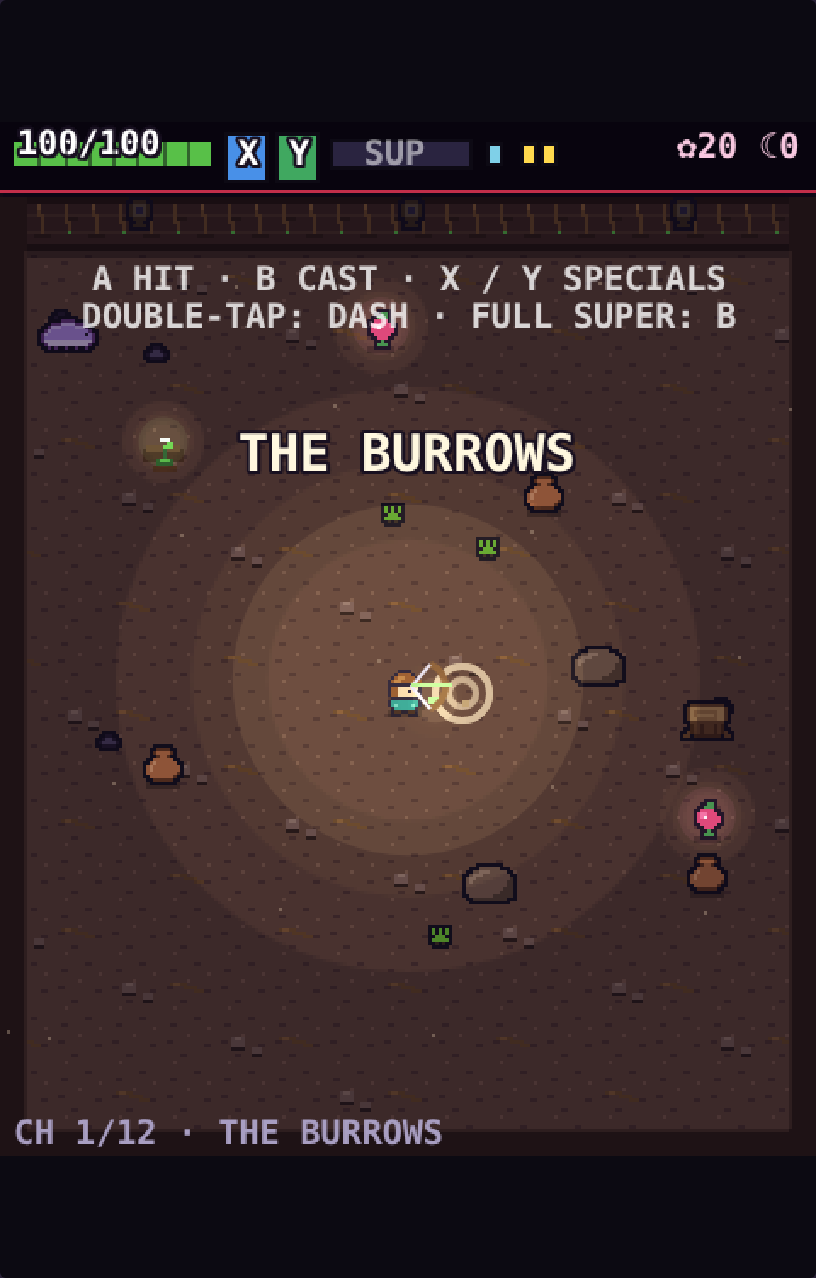 100/100 X Y SUP ✿20 ☾0
A HIT · B CAST · X / Y SPECIALS
DOUBLE-TAP: DASH · FULL SUPER: B
THE BURROWS
CH 1/12 · THE BURROWS